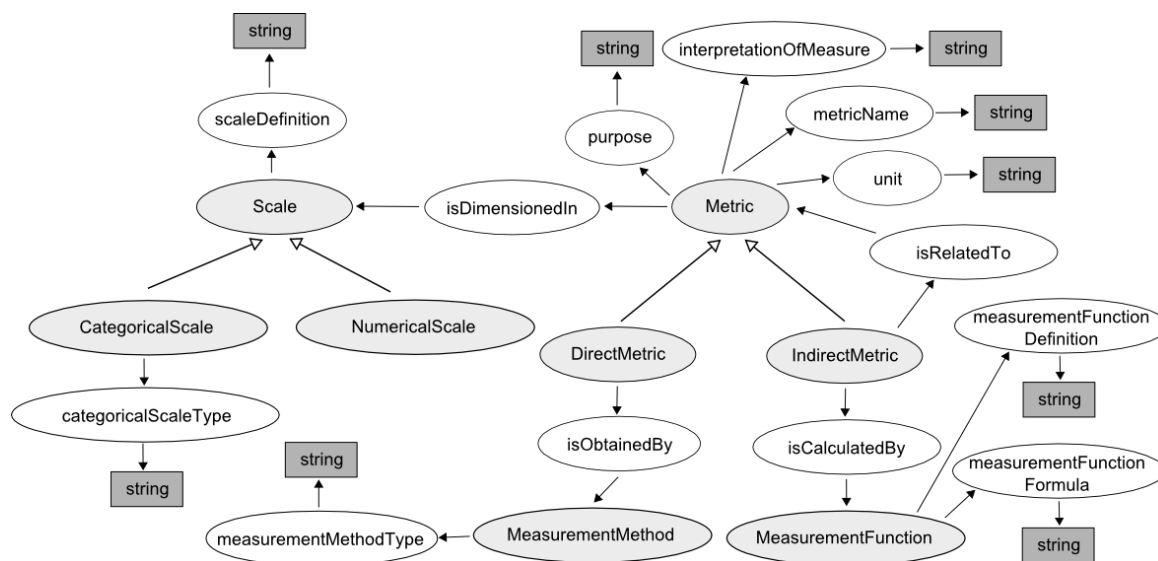 string
string
interpretationOfMeasure
string
scaleDefinition
purpose
metricName
string
unit
string
Scale
isDimensionedIn
Metric
isRelatedTo
CategoricalScale
NumericalScale
DirectMetric
IndirectMetric
measurementFunction
Definition
string
categoricalScaleType
string
isObtainedBy
isCalculatedBy
string
measurementFunction
Formula
measurementMethodType
MeasurementMethod
MeasurementFunction
string